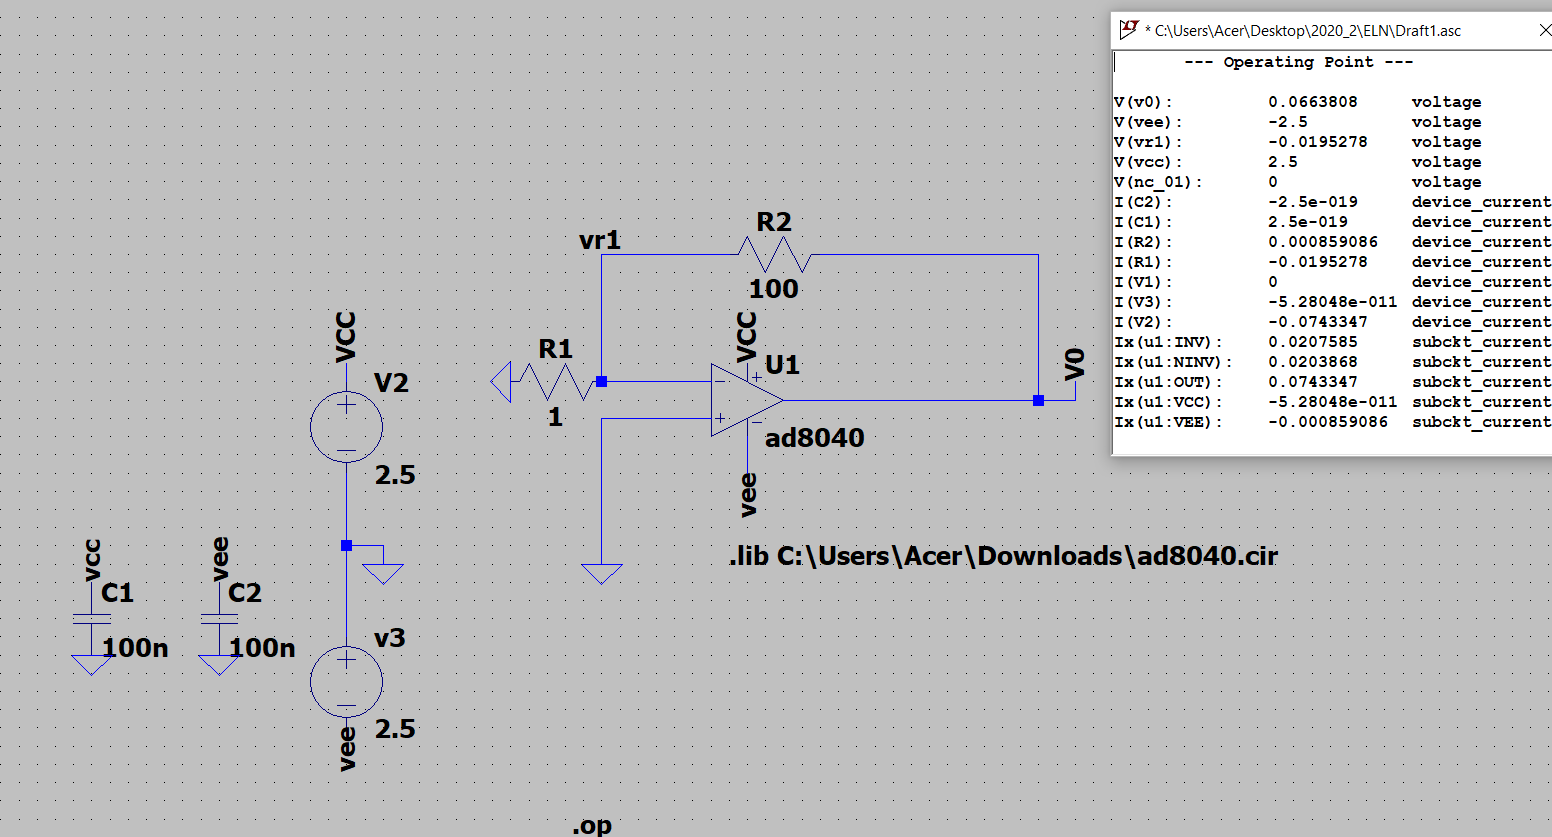 * C:\Users\Acer\Desktop\2020_2\ELN\Draft1.asc
--- Operating Point ---
V(v0): 0.0663808 voltage
V(vee): -2.5 voltage
V(vr1): -0.0195278 voltage
V(vcc): 2.5 voltage
V(nc_01): 0 voltage
I(C2): -2.5e-019 device_current
I(C1): 2.5e-019 device_current
I(R2): 0.000859086 device_current
I(R1): -0.0195278 device_current
I(V1): 0 device_current
I(V3): -5.28048e-011 device_current
I(V2): -0.0743347 device_current
Ix(u1:INV): 0.0207585 subckt_current
Ix(u1:NINV): 0.0203868 subckt_current
Ix(u1:OUT): 0.0743347 subckt_current
Ix(u1:VCC): -5.28048e-011 subckt_current
Ix(u1:VEE): -0.000859086 subckt_current
R2
vr1
100
VCC
VCC
R1
U1
V0
V2
1
ad8040
2.5
vee
vcc
vee
.lib C:\Users\Acer\Downloads\ad8040.cir
C1
C2
v3
100n
100n
2.5
vee
.op